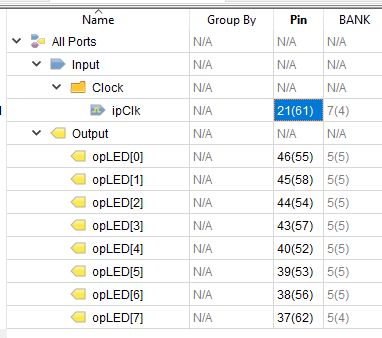 Name Group By Pin BANK
All Ports N/A N/A N/A
Input N/A N/A N/A
Clock N/A N/A N/A
ipClk N/A 21(61) 7(4)
Output N/A N/A N/A
opLED[0] N/A 46(55) 5(5)
opLED[1] N/A 45(58) 5(5)
opLED[2] N/A 44(54) 5(5)
opLED[3] N/A 43(57) 5(5)
opLED[4] N/A 40(52) 5(5)
opLED[5] N/A 39(53) 5(5)
opLED[6] N/A 38(56) 5(5)
opLED[7] N/A 37(62) 5(4)